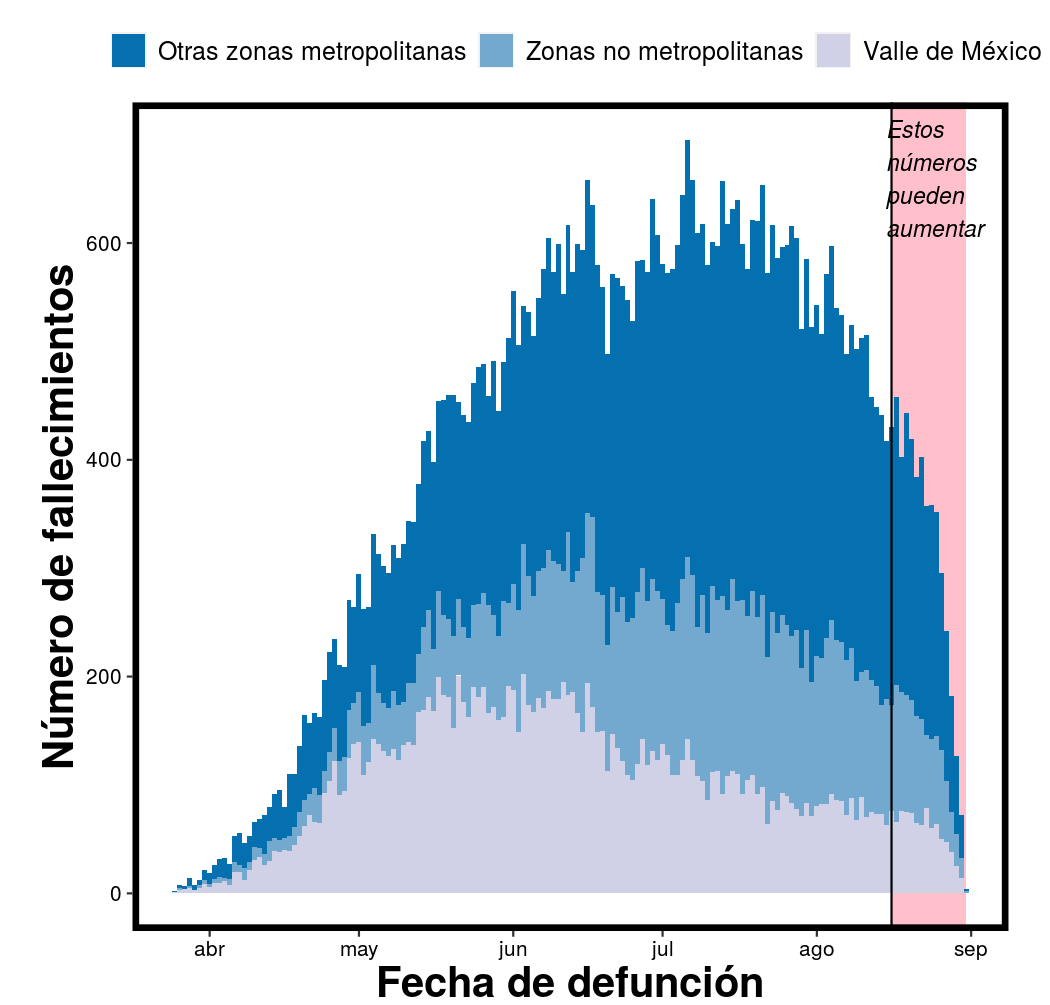 Otras zonas metropolitanas Zonas no metropolitanas Valle de México
Estos
números
pueden
aumentar
Número de fallecimientos
600
400
200
0
abr may jun jul ago sep
Fecha de defunción